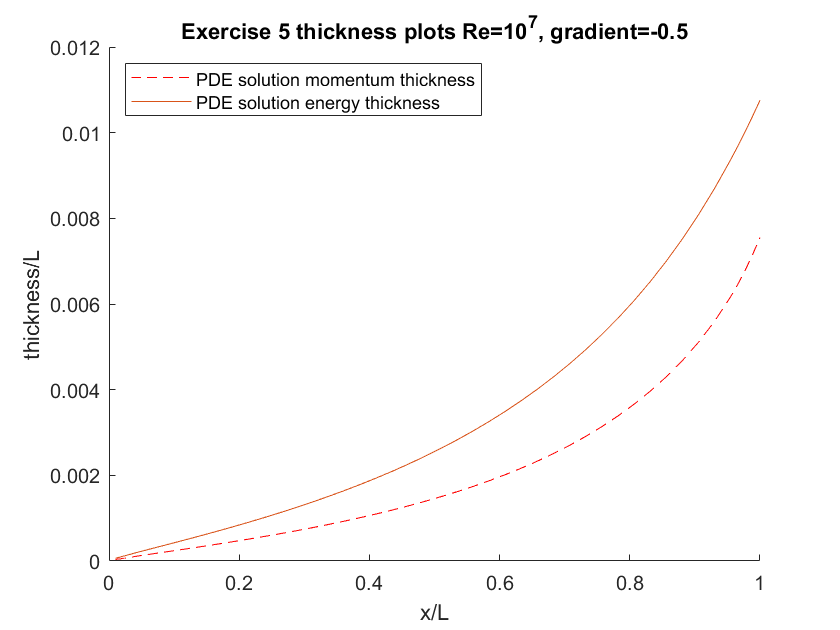 Exercise 5 thickness plots Re=10^7, gradient=-0.5
0.012
PDE solution momentum thickness
PDE solution energy thickness
0.01
0.008
thickness/L
0.006
0.004
0.002
0
0 0.2 0.4 0.6 0.8 1
x/L